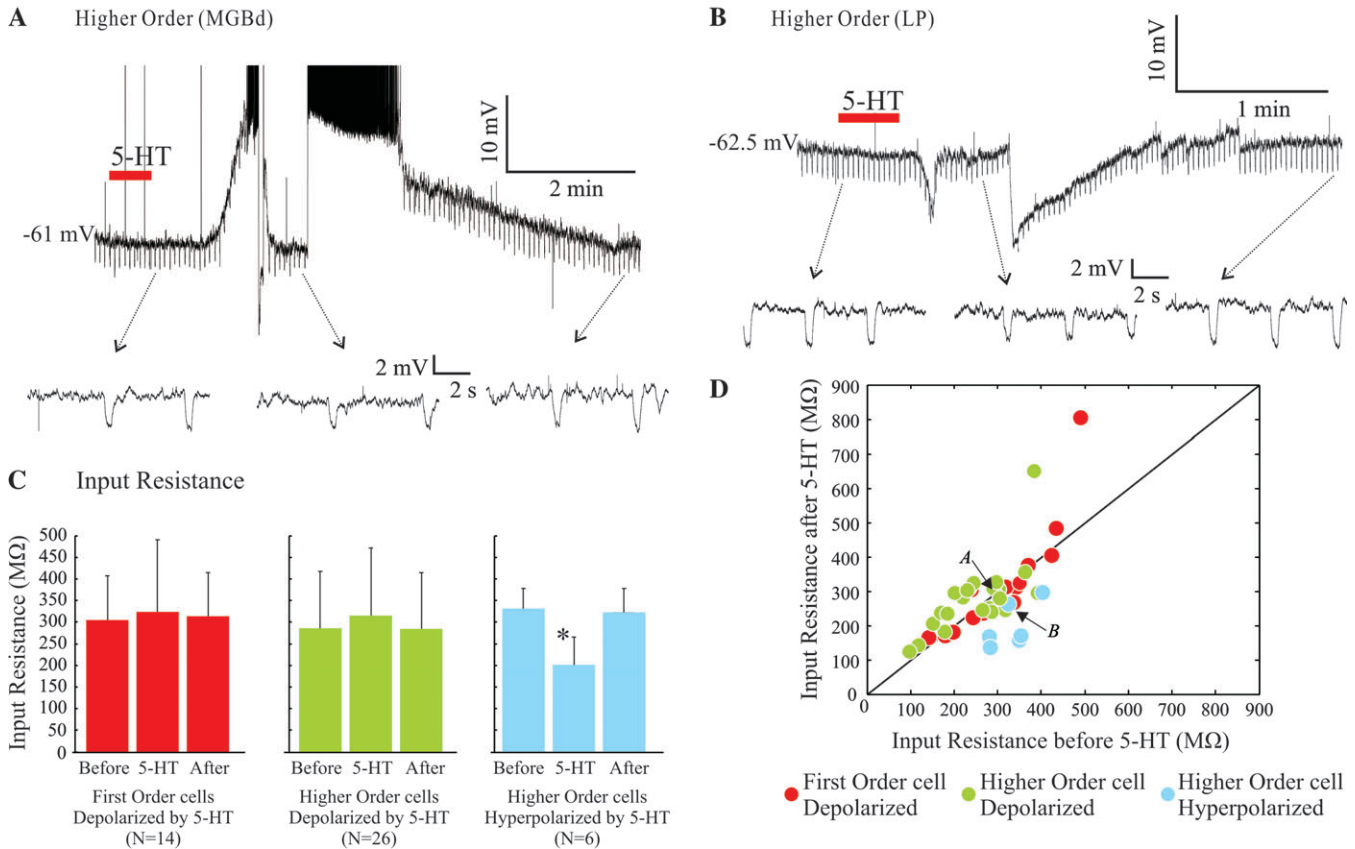 A Higher Order (MGBd)
5-HT
10 mV
2 min
-61 mV
2 mV
2 s
B Higher Order (LP)
10 mV
1 min
5-HT
-62.5 mV
2 mV
2 s
C Input Resistance
Input Resistance (MΩ)
500
450
400
350
300
250
200
150
100
50
0
*
Before 5-HT After
First Order cells
Depolarized by 5-HT
(N=14)
Before 5-HT After
Higher Order cells
Depolarized by 5-HT
(N=26)
Before 5-HT After
Higher Order cells
Hyperpolarized by 5-HT
(N=6)
D
Input Resistance after 5-HT (MΩ)
900
800
700
600
500
400
300
200
100
0
A
B
0 100 200 300 400 500 600 700 800 900
Input Resistance before 5-HT (MΩ)
First Order cell
Depolarized
Higher Order cell
Depolarized
Higher Order cell
Hyperpolarized